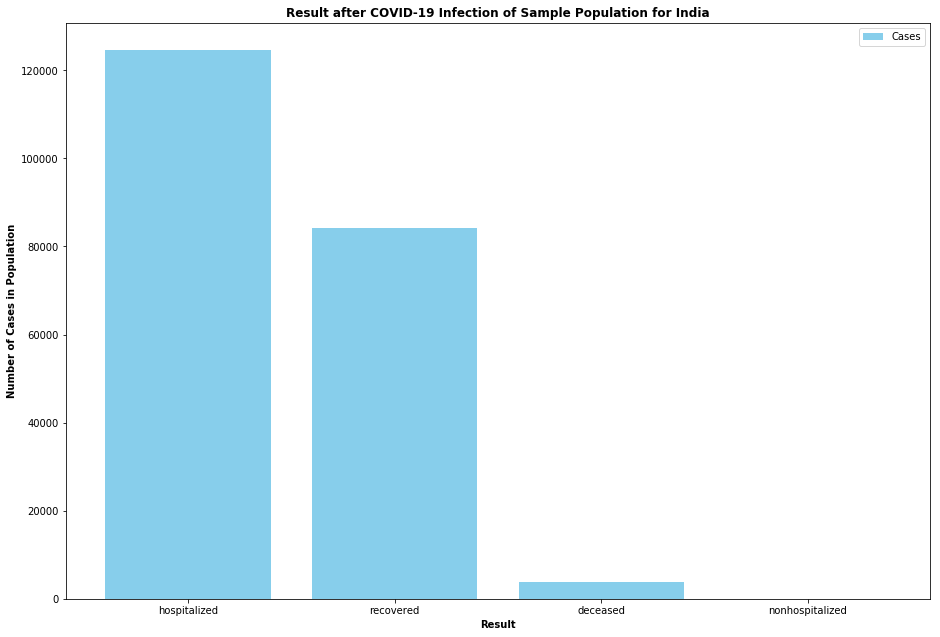 Result after COVID-19 Infection of Sample Population for India
Cases
120000
100000
80000
60000
40000
20000
0
Number of Cases in Population
hospitalized recovered deceased nonhospitalized
Result